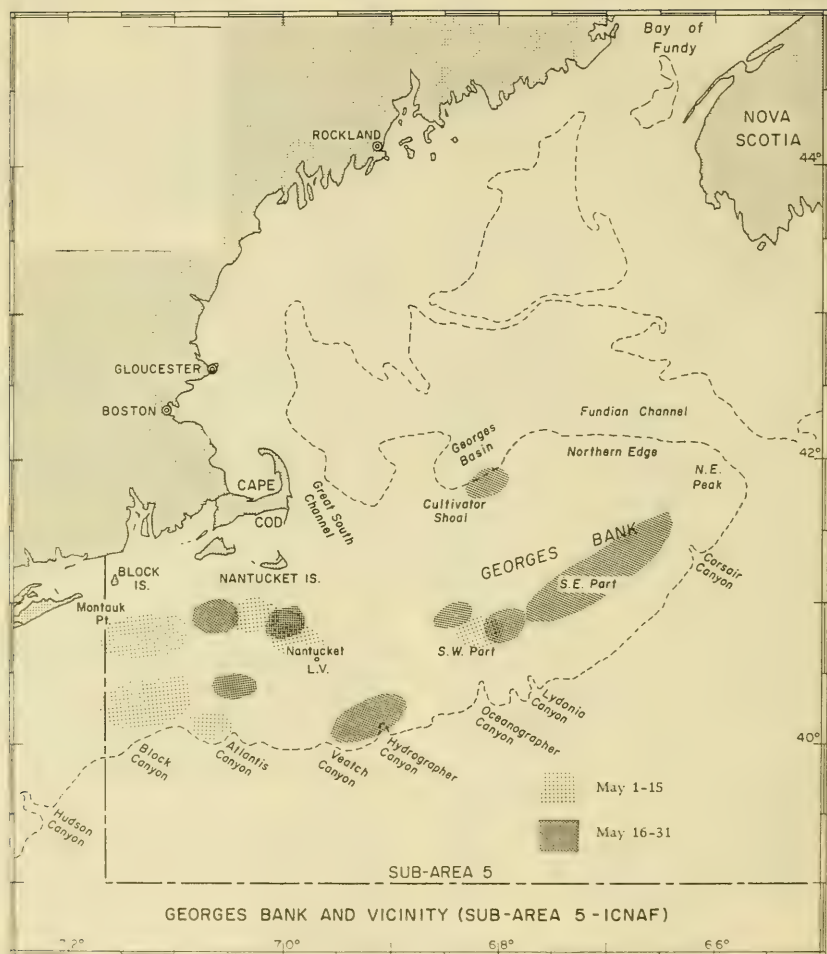 Bay of
Fundy
NOVA
SCOTIA
ROCKLAND
44°
GLOUCESTER
BOSTON
Fundian Channel
Georges
Basin
Northern Edge
42°
N.E.
Peak
CAPE
COD
Great South
Channel
Cultivator
Shoal
GEORGES BANK
Corsair
Canyon
S.E. Part
BLOCK
IS.
NANTUCKET IS.
Montauk
Pt.
Nantucket
L.V.
S.W. Part
Lydonia
Canyon
Oceanographer
Canyon
Hydrographer
Canyon
Veatch
Canyon
Atlantis
Canyon
Block
Canyon
40°
Hudson
Canyon
May 1-15
May 16-31
SUB-AREA 5
GEORGES BANK AND VICINITY (SUB-AREA 5-ICNAF)
72° 70° 68° 66°